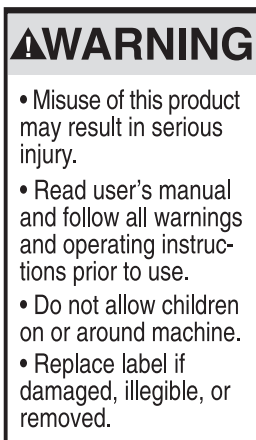 ⚠WARNING
• Misuse of this product
may result in serious
injury.
• Read user's manual
and follow all warnings
and operating instruc-
tions prior to use.
• Do not allow children
on or around machine.
• Replace label if
damaged, illegible, or
removed.